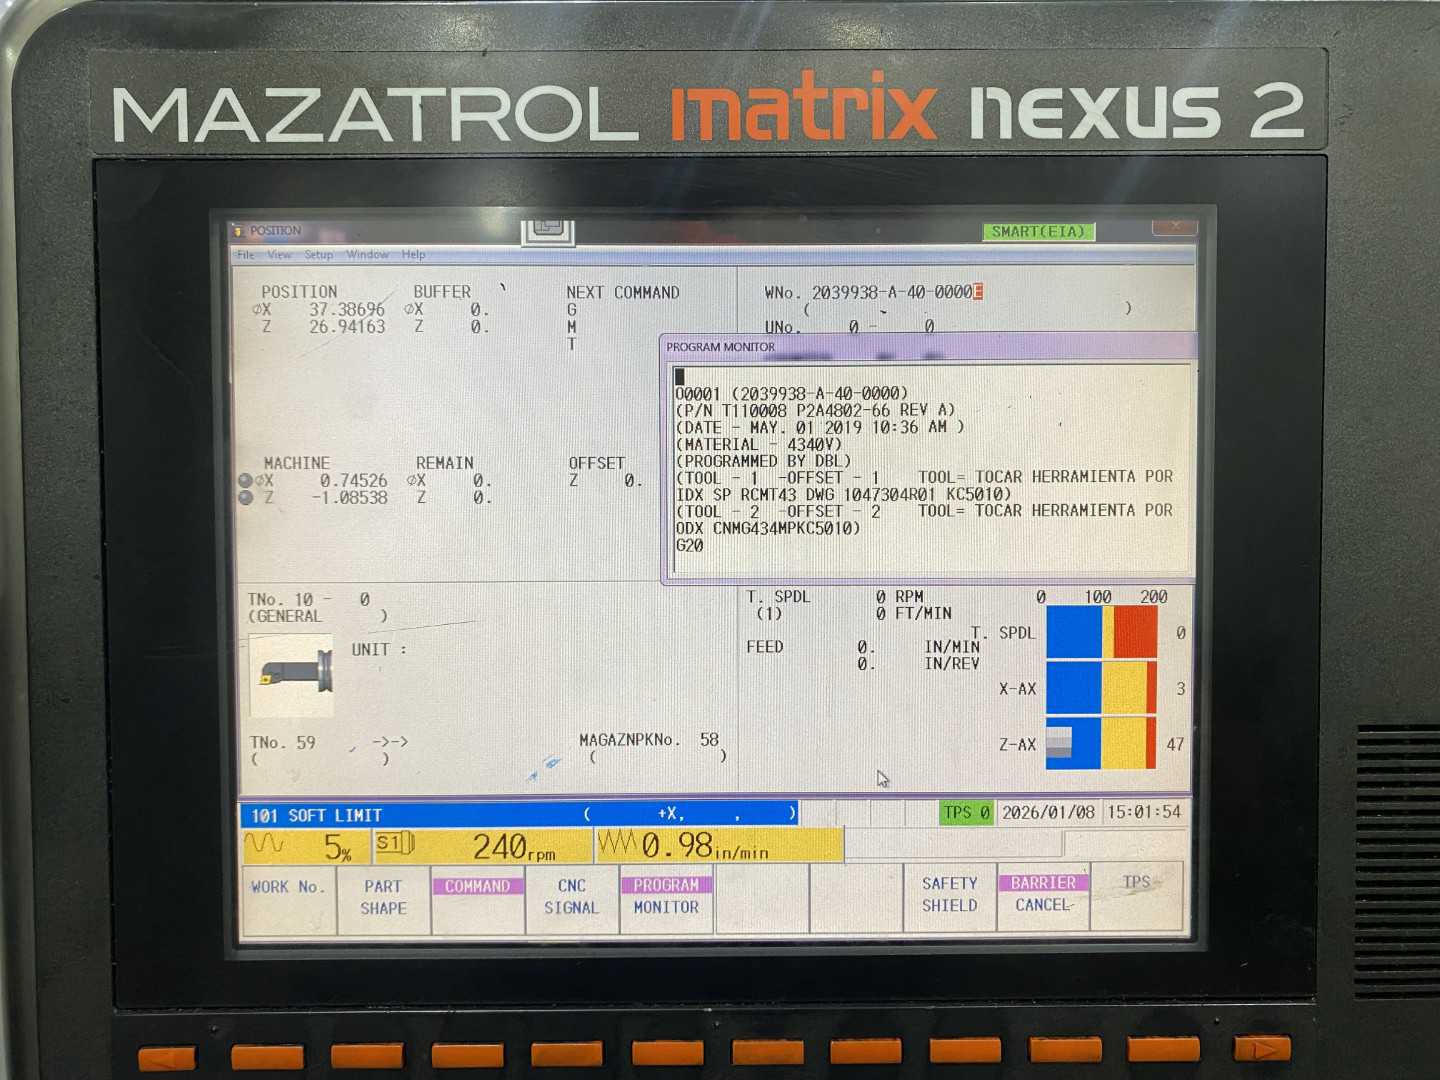 MAZATROL matrix nexus 2
POSITION
SMART(EIA)
File View Setup Window Help
POSITION BUFFER NEXT COMMAND
øX 37.38696 øX 0. G
Z 26.94163 Z 0. M
T
WNo. 2039938-A-40-0000E
( )
UNo. 0 - 0
PROGRAM MONITOR
O0001 (2039938-A-40-0000)
(P/N T110008 P2A4802-66 REV A)
(DATE - MAY. 01 2019 10:36 AM )
(MATERIAL - 4340V)
(PROGRAMMED BY DBL)
(TOOL - 1 -OFFSET - 1 TOOL= TOCAR HERRAMIENTA POR
IDX SP RCMT43 DWG 1047304R01 KC5010)
(TOOL - 2 -OFFSET - 2 TOOL= TOCAR HERRAMIENTA POR
ODX CNMG434MPKC5010)
G20
MACHINE REMAIN OFFSET
øX 0.74526 øX 0. Z 0.
Z -1.08538 Z 0.
TNo. 10 - 0
(GENERAL )
UNIT :
TNo. 59 ->->
( )
MAGAZNPKNo. 58
( )
T. SPDL 0 RPM
(1) 0 FT/MIN
FEED 0. IN/MIN
0. IN/REV
0 100 200
T. SPDL 0
X-AX 3
Z-AX 47
101 SOFT LIMIT ( +X, , )
TPS 0 2026/01/08 15:01:54
5% S1 240rpm 0.98in/min
WORK No.
PART SHAPE
COMMAND
CNC SIGNAL
PROGRAM MONITOR
SAFETY SHIELD
BARRIER CANCEL
TPS